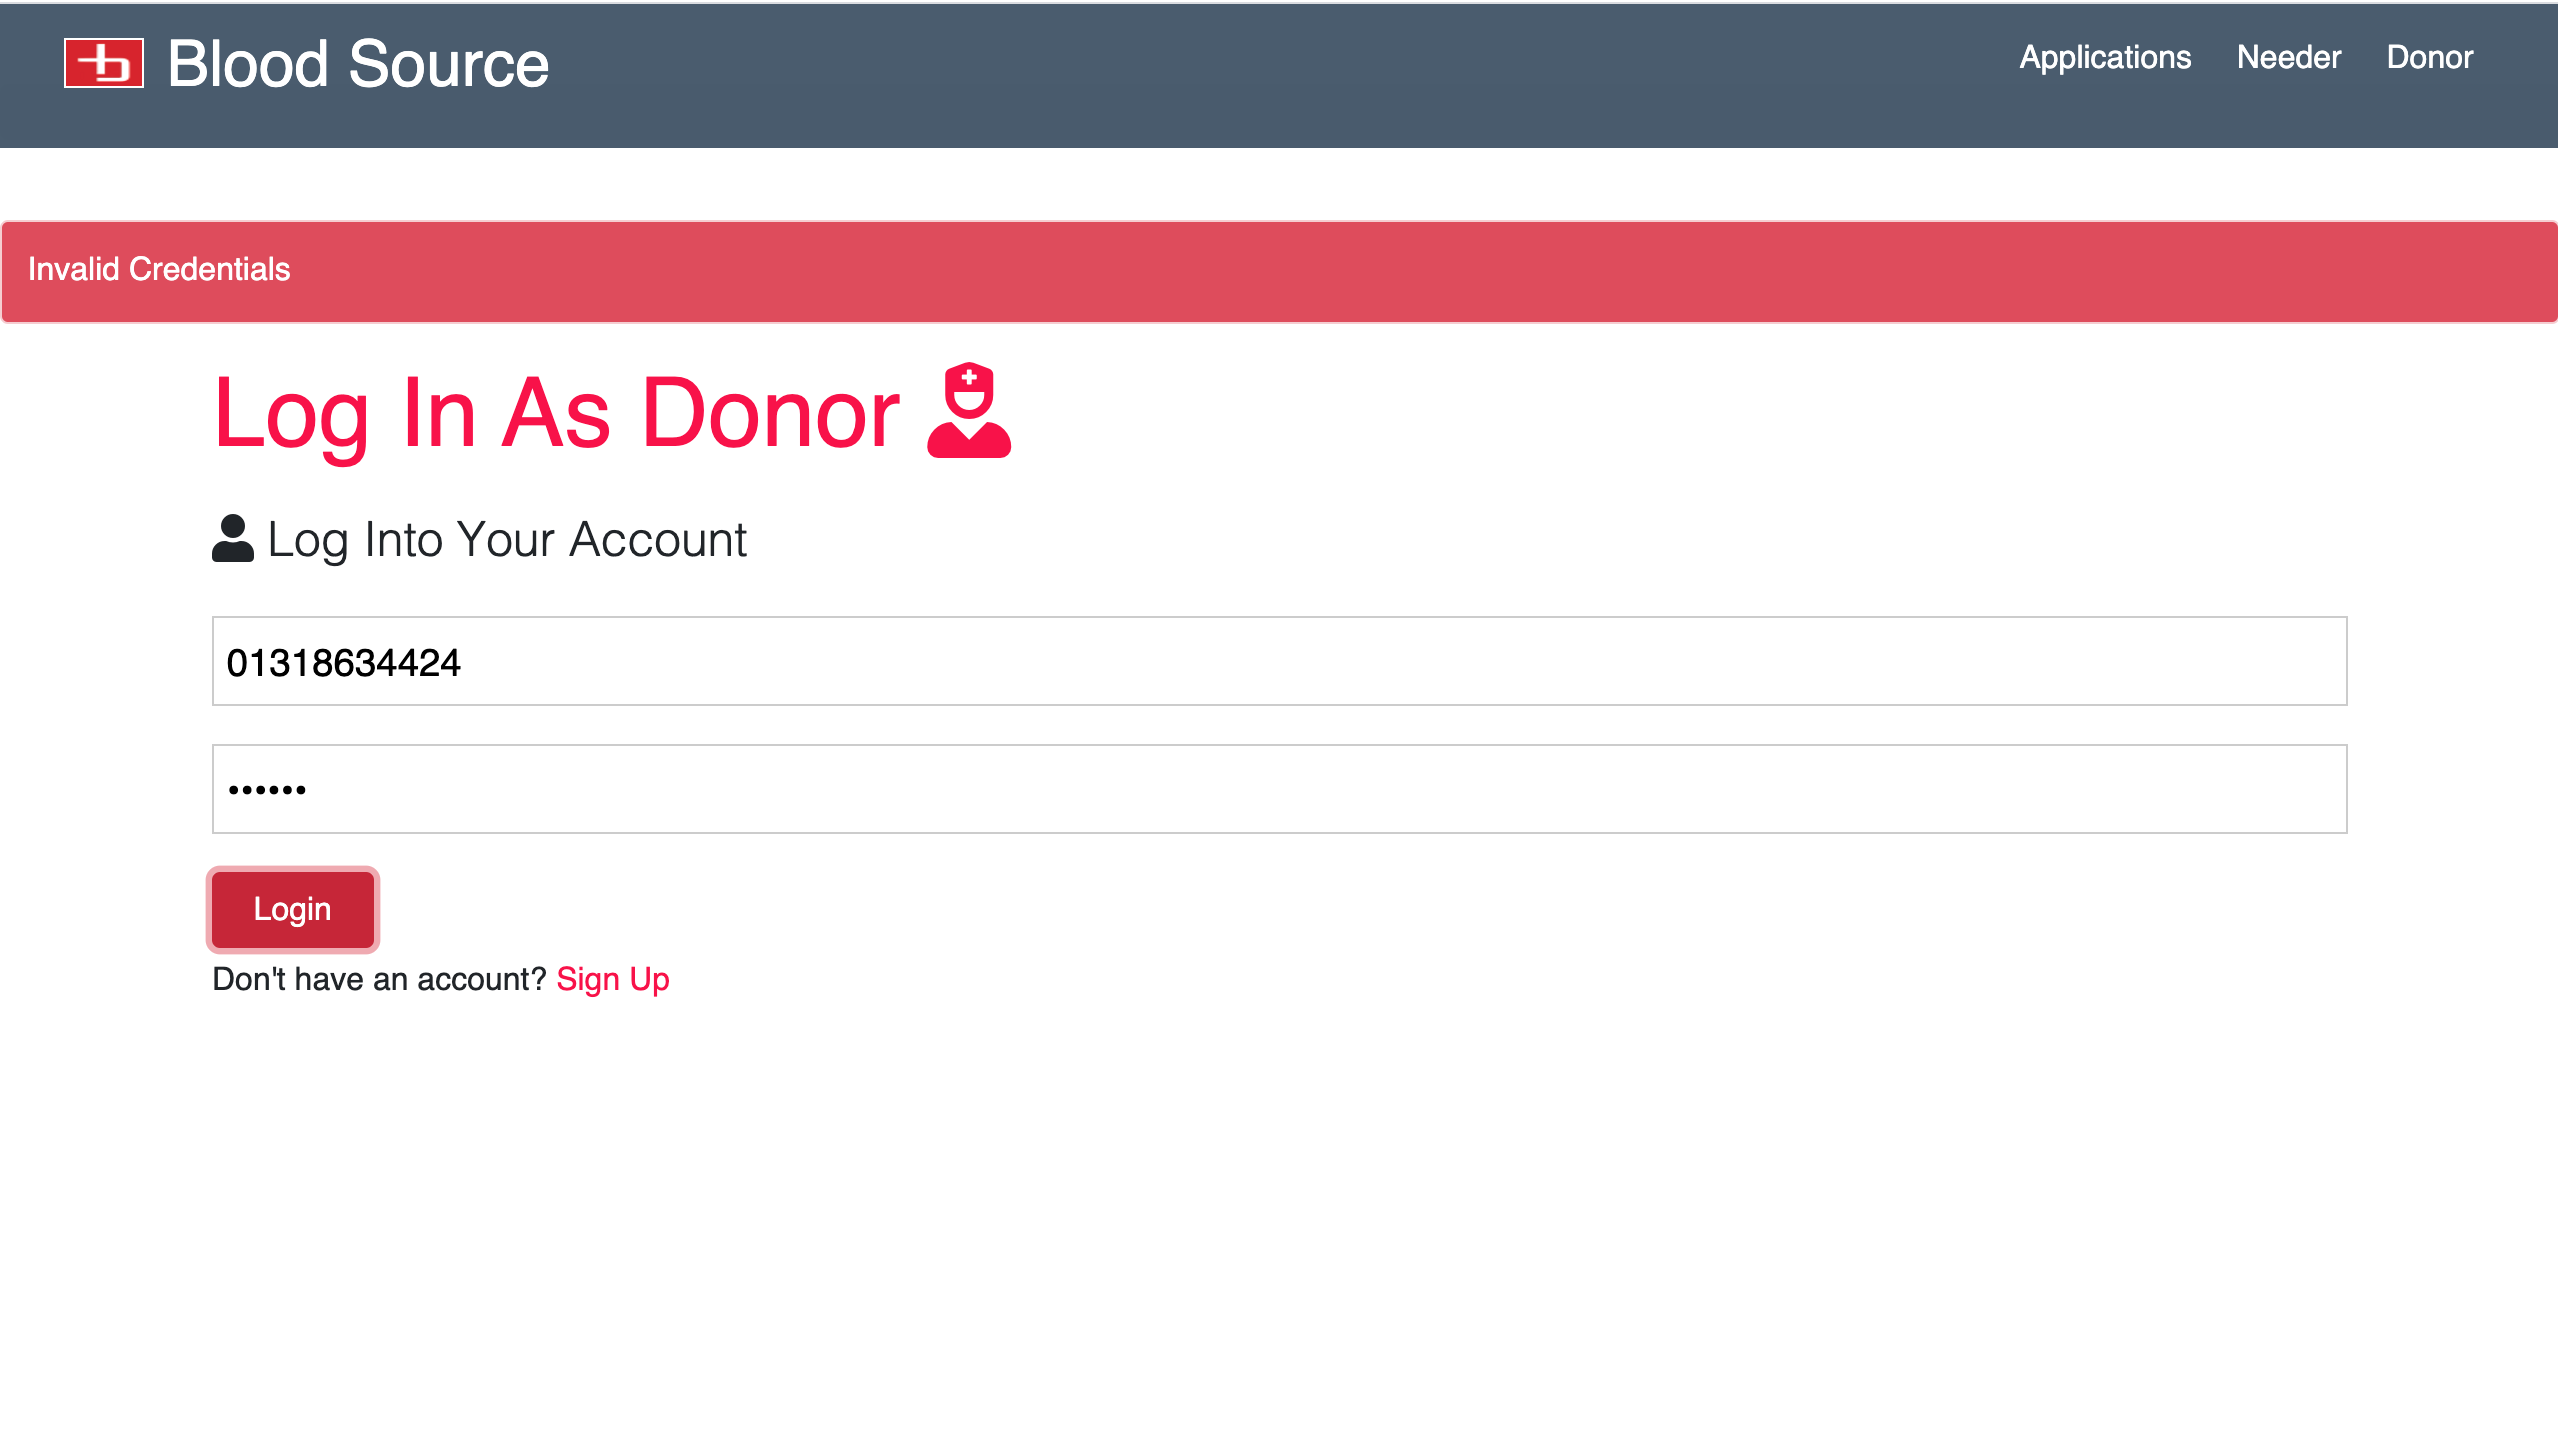 Blood Source
Applications Needer Donor
Invalid Credentials
Log In As Donor
Log Into Your Account
01318634424
••••••
Login
Don't have an account? Sign Up